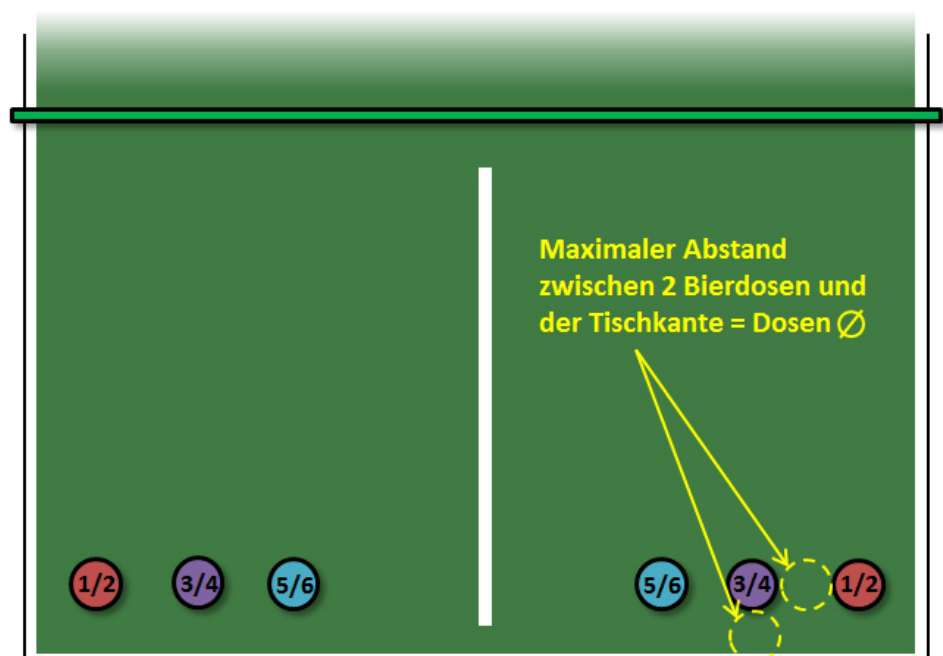 Maximaler Abstand
zwischen 2 Bierdosen und
der Tischkante = Dosen ∅
1/2 3/4 5/6 5/6 3/4 1/2